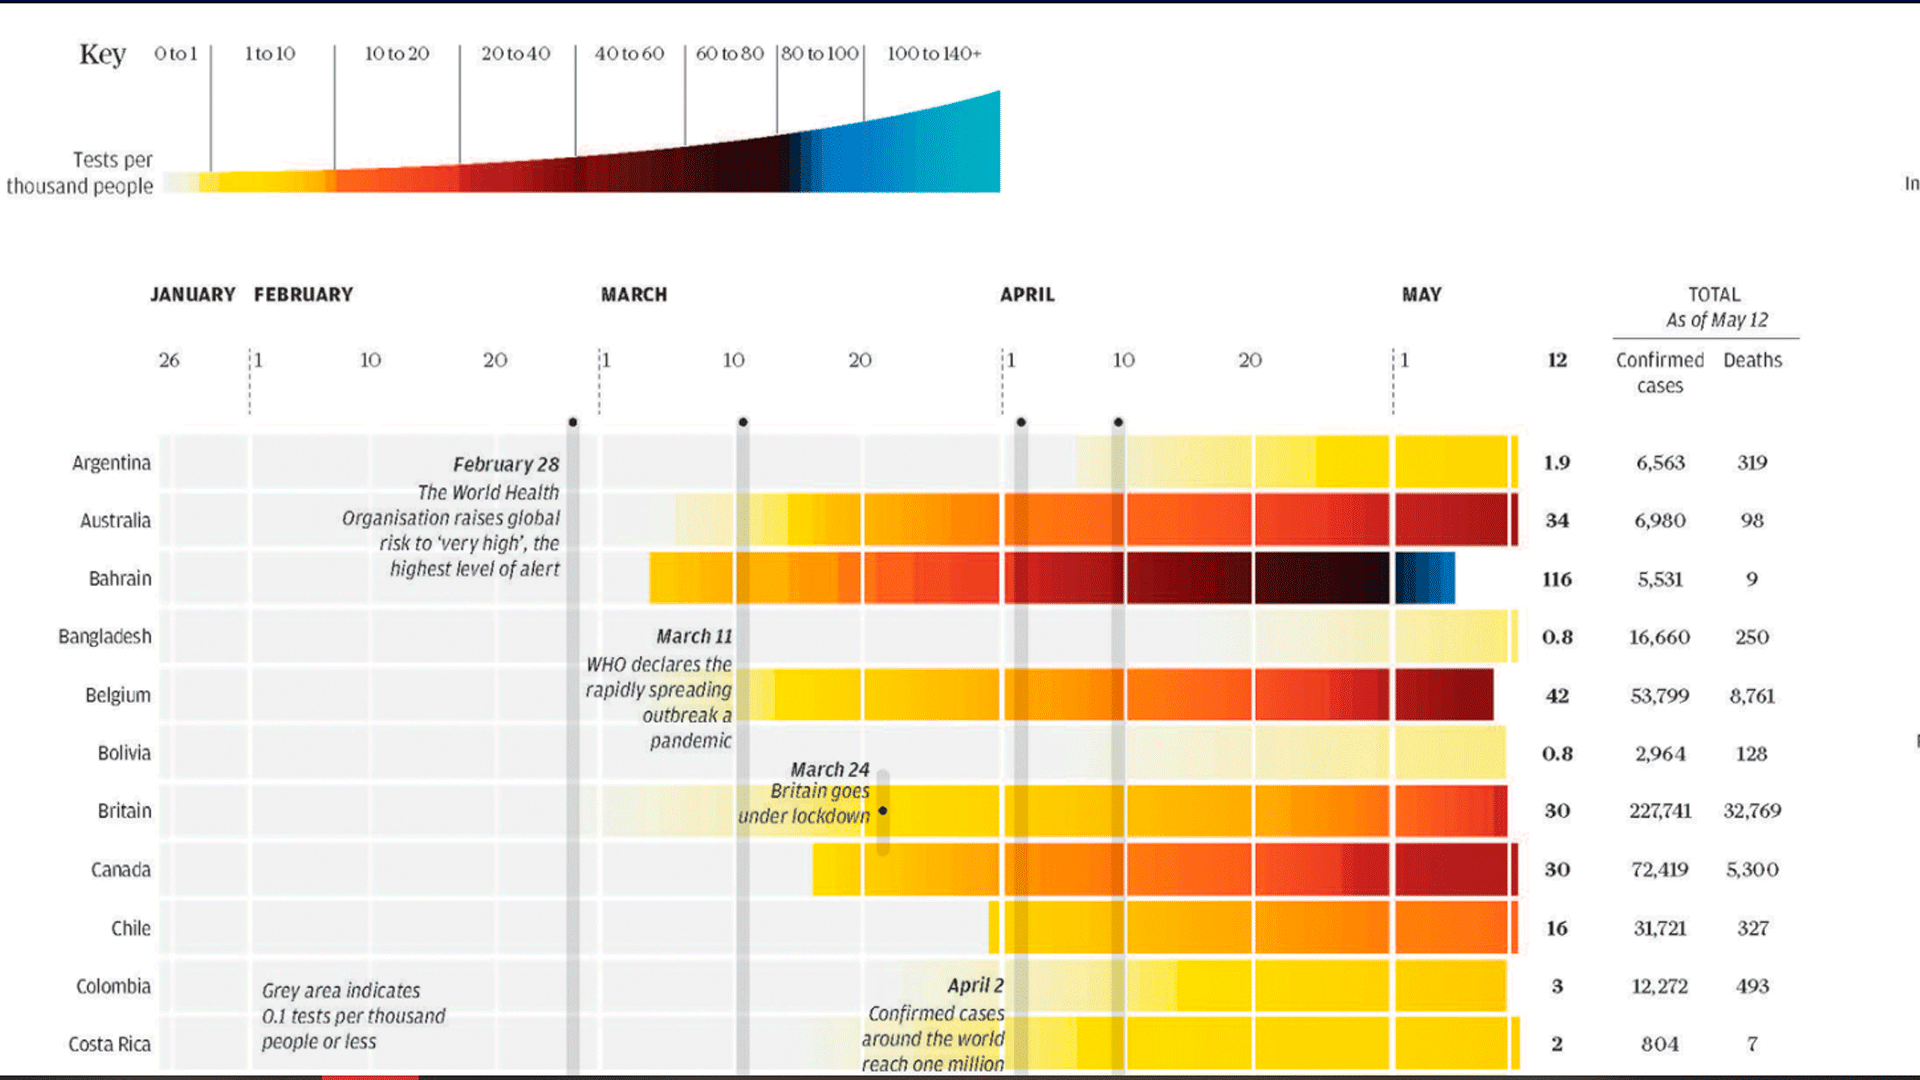 Key
0 to 1
1 to 10
10 to 20
20 to 40
40 to 60
60 to 80
80 to 100
100 to 140+
Tests per
thousand people
In
JANUARY
FEBRUARY
MARCH
APRIL
MAY
TOTAL
As of May 12
26
1
10
20
1
10
20
1
10
20
1
12
Confirmed
cases
Deaths
Argentina
1.9
6,563
319
Australia
34
6,980
98
Bahrain
116
5,531
9
Bangladesh
0.8
16,660
250
Belgium
42
53,799
8,761
Bolivia
0.8
2,964
128
Britain
30
227,741
32,769
Canada
30
72,419
5,300
Chile
16
31,721
327
Colombia
3
12,272
493
Costa Rica
2
804
7
February 28
The World Health
Organisation raises global
risk to ‘very high’, the
highest level of alert
March 11
WHO declares the
rapidly spreading
outbreak a
pandemic
March 24
Britain goes
under lockdown
April 2
Confirmed cases
around the world
reach one million
Grey area indicates
0.1 tests per thousand
people or less